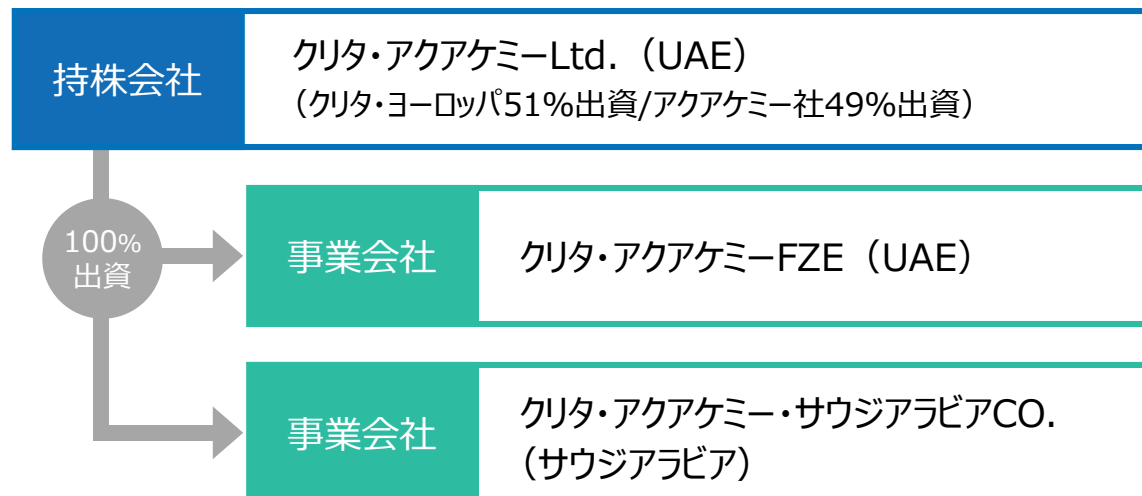 持株会社
クリタ・アクアケミーLtd.（UAE）
（クリタ・ヨーロッパ51%出資/アクアケミー社49%出資）
100%
出資
事業会社
クリタ・アクアケミーFZE（UAE）
事業会社
クリタ・アクアケミー・サウジアラビアCO.
（サウジアラビア）